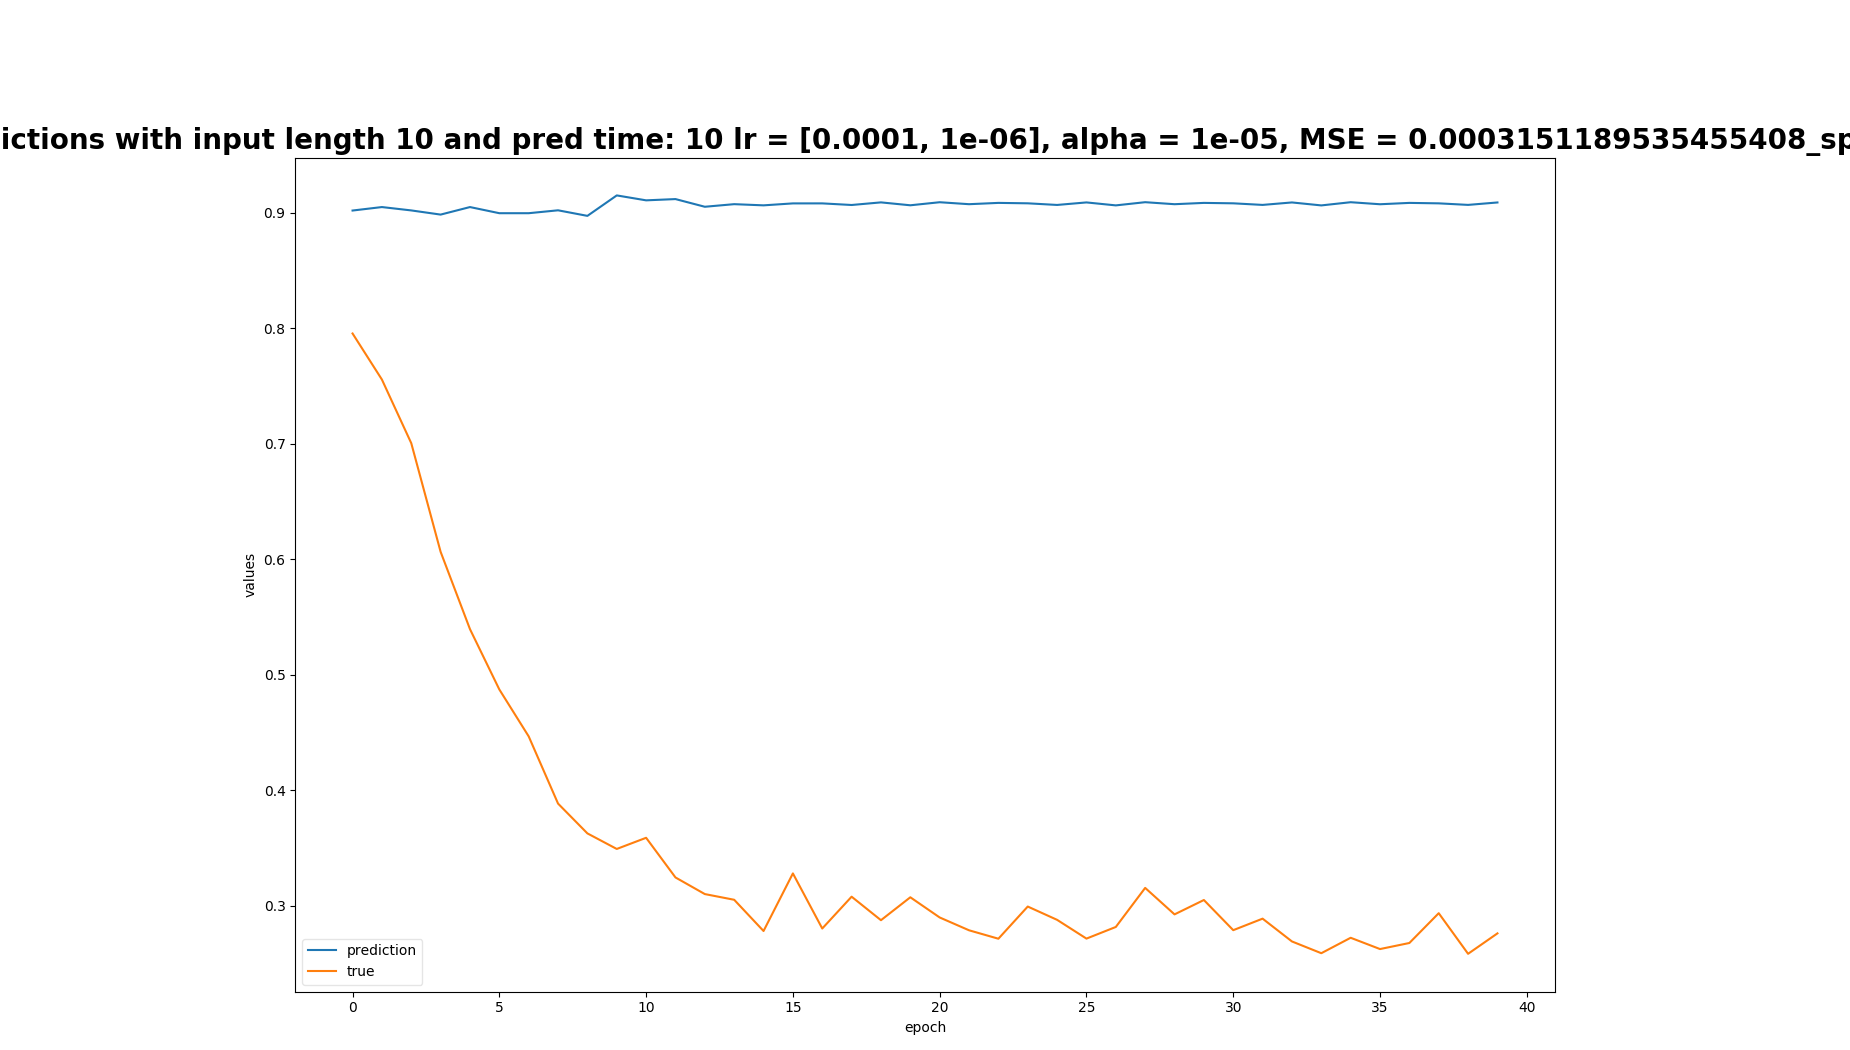 ictions with input length 10 and pred time: 10 lr = [0.0001, 1e-06], alpha = 1e-05, MSE = 0.0003151189535455408_sp
0.9
0.8
0.7
0.6
0.5
0.4
0.3
values
prediction
true
0 5 10 15 20 25 30 35 40
epoch